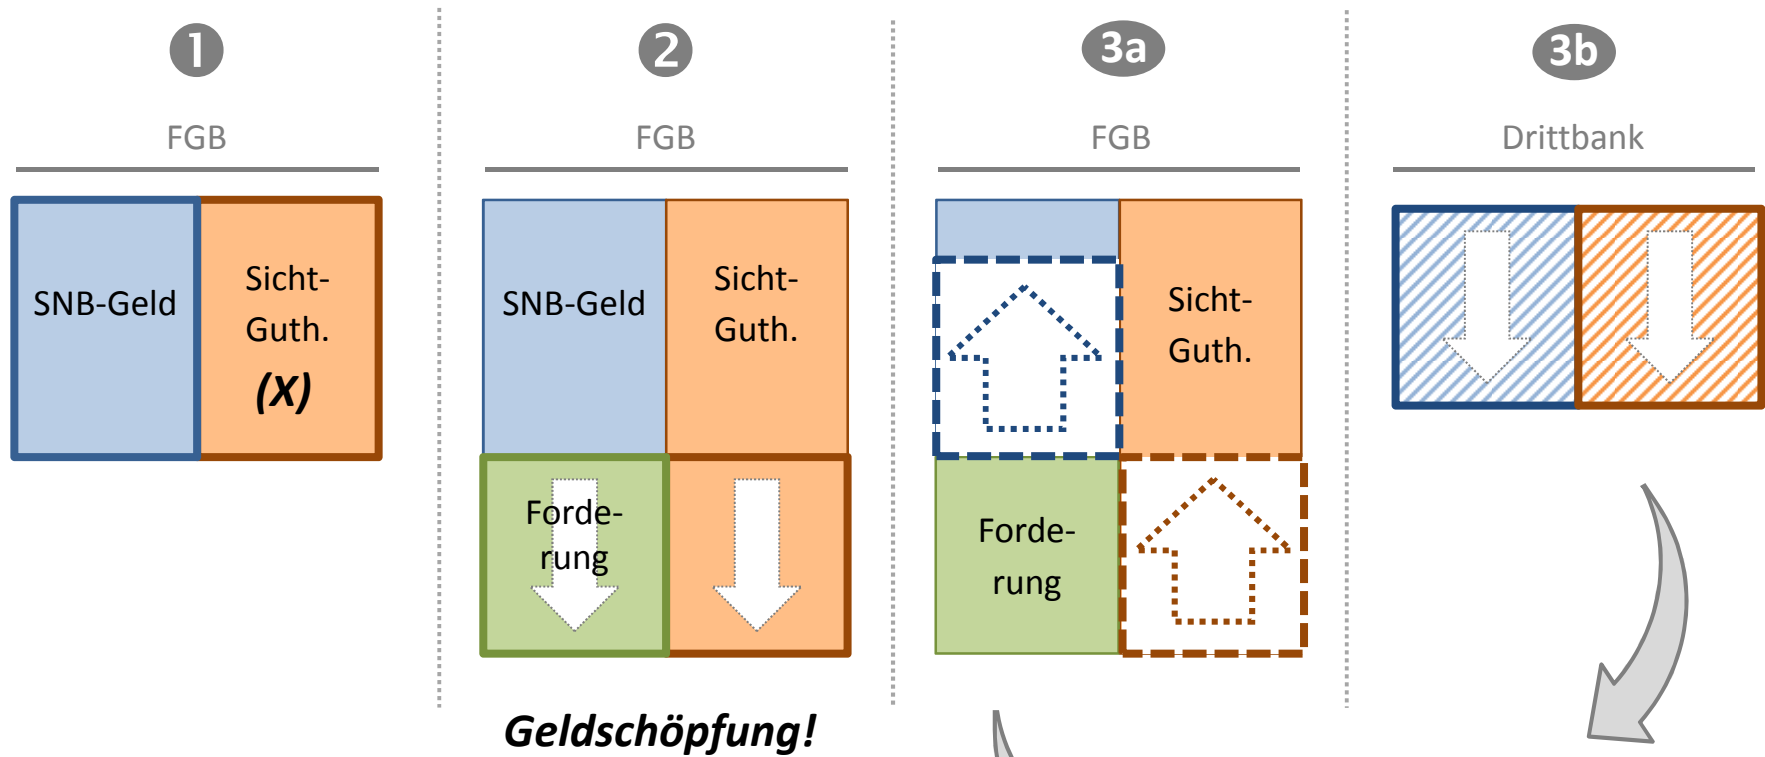 1
2
3a
3b
FGB
FGB
FGB
Drittbank
SNB-Geld
Sicht-
Guth.
(X)
SNB-Geld
Sicht-
Guth.
Forde-
rung
Geldschöpfung!
Sicht-
Guth.
Forde-
rung